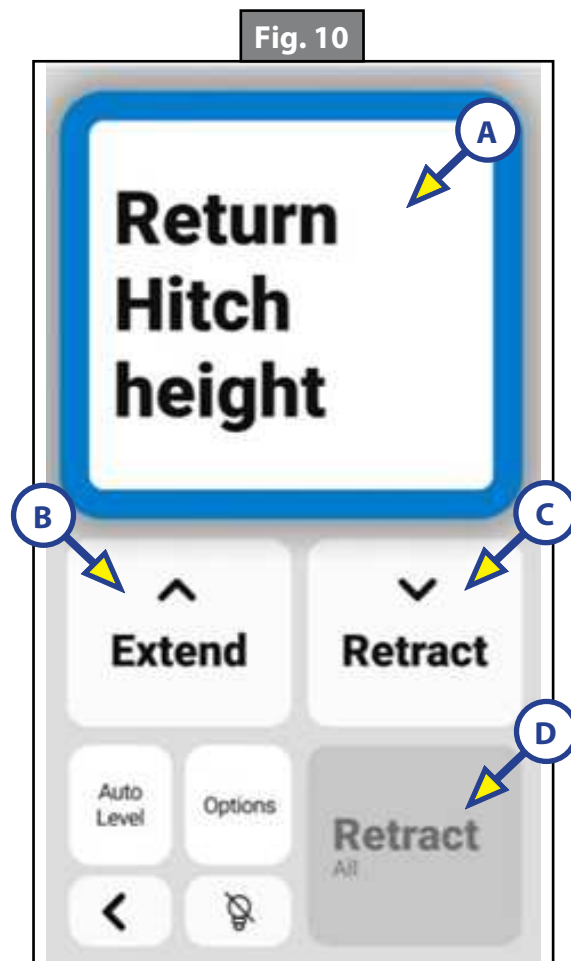 Fig. 10
A
Return
Hitch
height
B
C
Extend
Retract
D
Auto
Level
Options
Retract
All